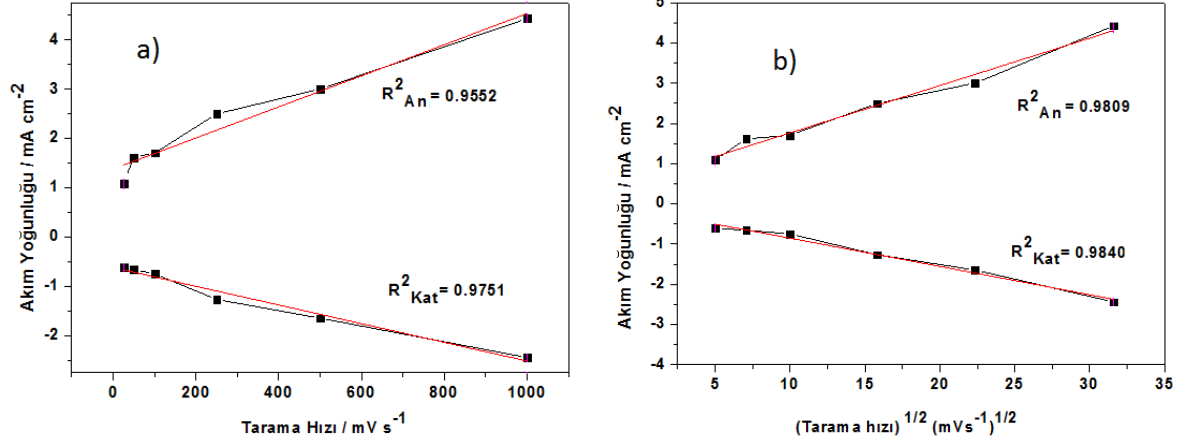 a)
Akım Yoğunluğu / mA cm⁻²
5
4
3
2
1
0
-1
-2
R²An = 0.9552
R²Kat = 0.9751
0 200 400 600 800 1000
Tarama Hızı / mV s⁻¹
b)
Akım Yoğunluğu / mA cm⁻²
5
4
3
2
1
0
-1
-2
-3
-4
R²An = 0.9809
R²Kat = 0.9840
5 10 15 20 25 30 35
(Tarama hızı) ¹/² (mVs⁻¹)¹/²